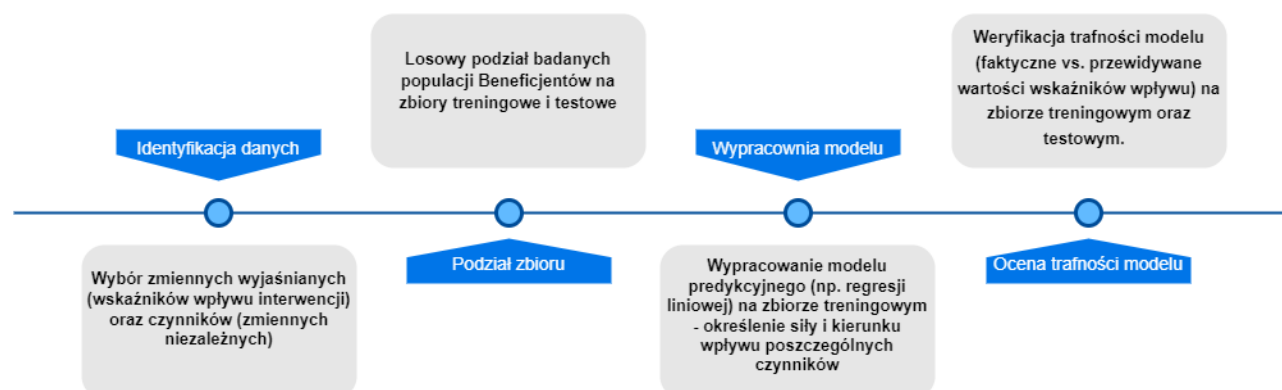 Identyfikacja danych
Wybór zmiennych wyjaśnianych
(wskaźników wpływu interwencji)
oraz czynników (zmiennych
niezależnych)
Losowy podział badanych
populacji Beneficjentów na
zbiory treningowe i testowe
Podział zbioru
Wypracownia modelu
Wypracowanie modelu
predykcyjnego (np. regresji
liniowej) na zbiorze treningowym
- określenie siły i kierunku
wpływu poszczególnych
czynników
Weryfikacja trafności modelu
(faktyczne vs. przewidywane
wartości wskaźników wpływu) na
zbiorze treningowym oraz
testowym.
Ocena trafności modelu